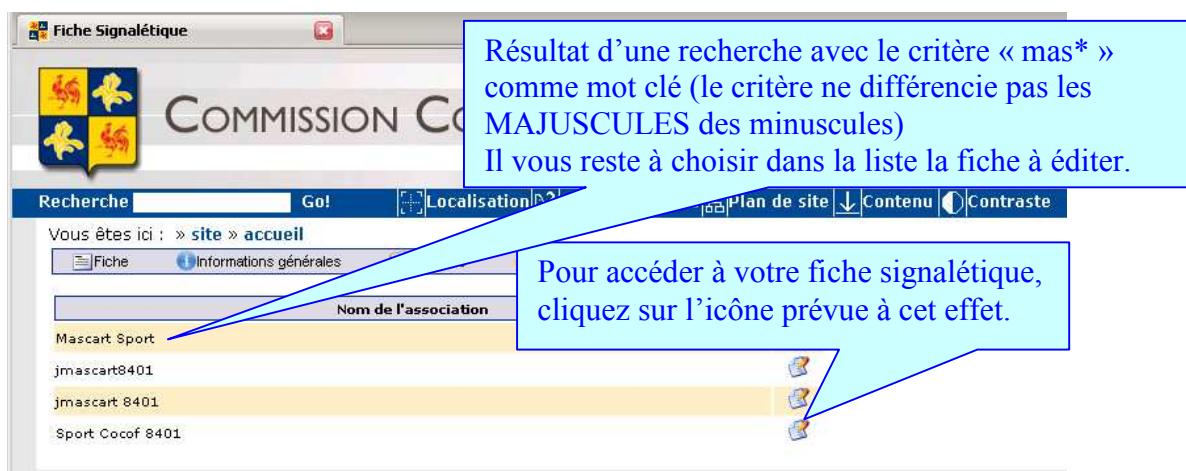 Fiche Signalétique
Résultat d’une recherche avec le critère « mas* »
comme mot clé (le critère ne différencie pas les
MAJUSCULES des minuscules)
Il vous reste à choisir dans la liste la fiche à éditer.
COMMISSION
Recherche Go! Localisation Plan de site Contenu Contraste
Vous êtes ici : » site » accueil
Fiche Informations générales
Pour accéder à votre fiche signalétique,
cliquez sur l’icône prévue à cet effet.
Nom de l'association
Mascart Sport
jmascart8401
jmascart 8401
Sport Cocof 8401